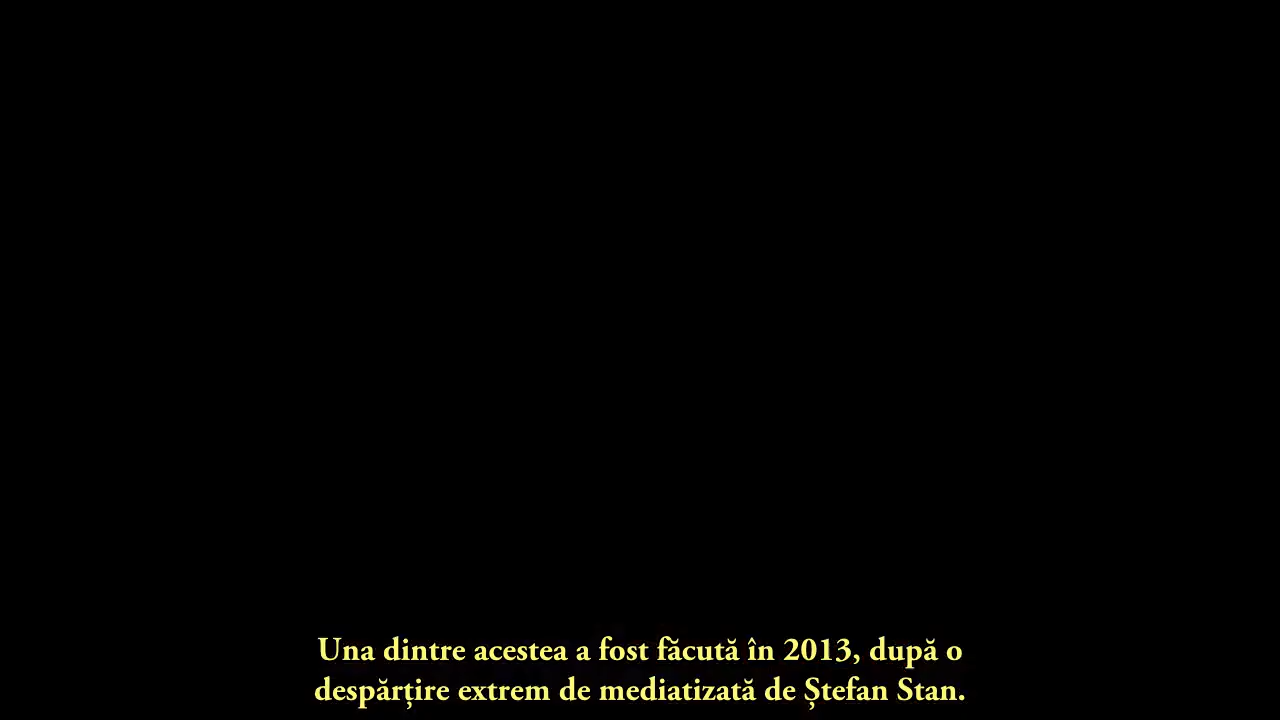 Una dintre acestea a fost făcută în 2013, după o
despărțire extrem de mediatizată de Ștefan Stan.